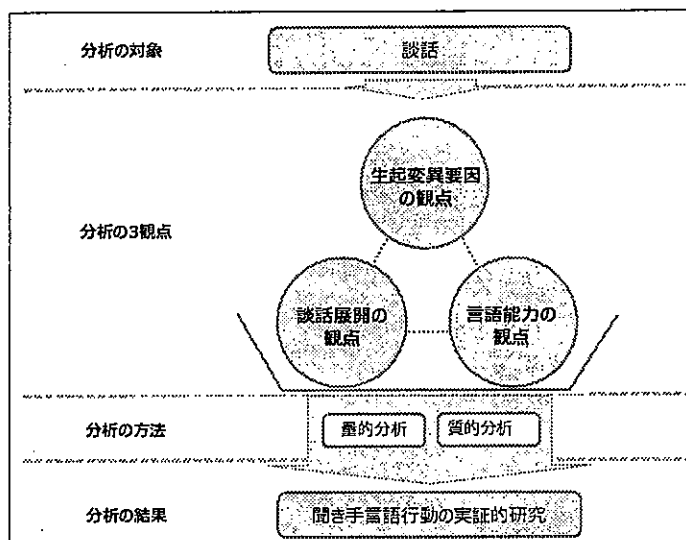 分析の対象
談話
生起変異要因
の観点
分析の3観点
談話展開の
観点
言語能力の
観点
分析の方法
量的分析
質的分析
分析の結果
聞き手言語行動の実証的研究